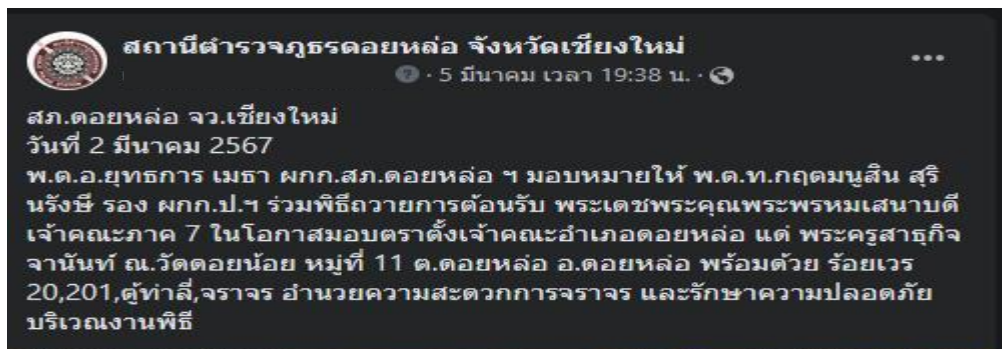 สถานีตำรวจภูธรดอยหล่อ จังหวัดเชียงใหม่
· 5 มีนาคม เวลา 19:38 น. ·
สภ.ดอยหล่อ จว.เชียงใหม่
วันที่ 2 มีนาคม 2567
พ.ต.อ.ยุทธการ เมธา ผกก.สภ.ดอยหล่อ ฯ มอบหมายให้ พ.ต.ท.กฤตมนูสิน สุริ
นรังษี รอง ผกก.ป.ฯ ร่วมพิธีถวายการต้อนรับ พระเดชพระคุณพระพรหมเสนาบดี
เจ้าคณะภาค 7 ในโอกาสมอบตราตั้งเจ้าคณะอำเภอดอยหล่อ แด่ พระครูสาธุกิจ
จานันท์ ณ.วัดดอยน้อย หมู่ที่ 11 ต.ดอยหล่อ อ.ดอยหล่อ พร้อมด้วย ร้อยเวร
20,201,ตู้ท่าลี่,จราจร อำนวยความสะดวกการจราจร และรักษาความปลอดภัย
บริเวณงานพิธี